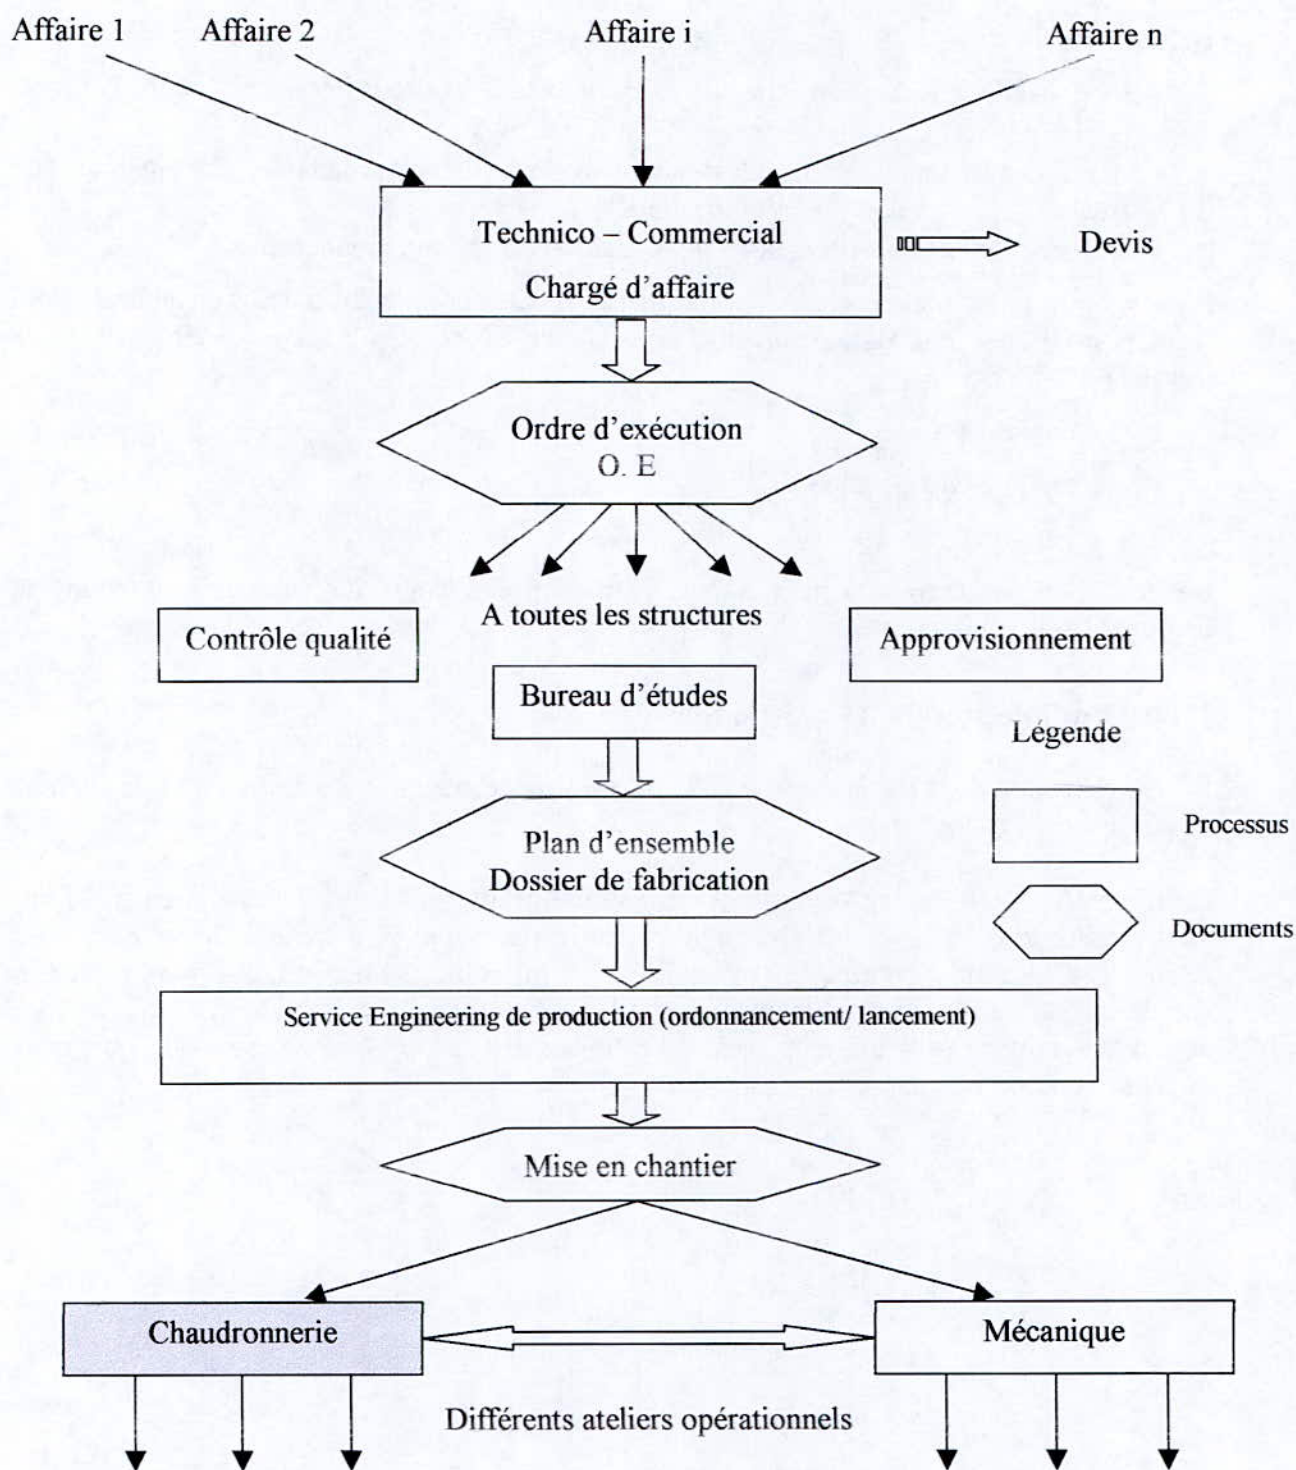 Affaire 1
Affaire 2
Affaire i
Affaire n
Technico – Commercial
Chargé d'affaire
Devis
Ordre d'exécution
O. E
A toutes les structures
Contrôle qualité
Approvisionnement
Bureau d'études
Légende
Processus
Documents
Plan d'ensemble
Dossier de fabrication
Service Engineering de production (ordonnancement/ lancement)
Mise en chantier
Chaudronnerie
Mécanique
Différents ateliers opérationnels